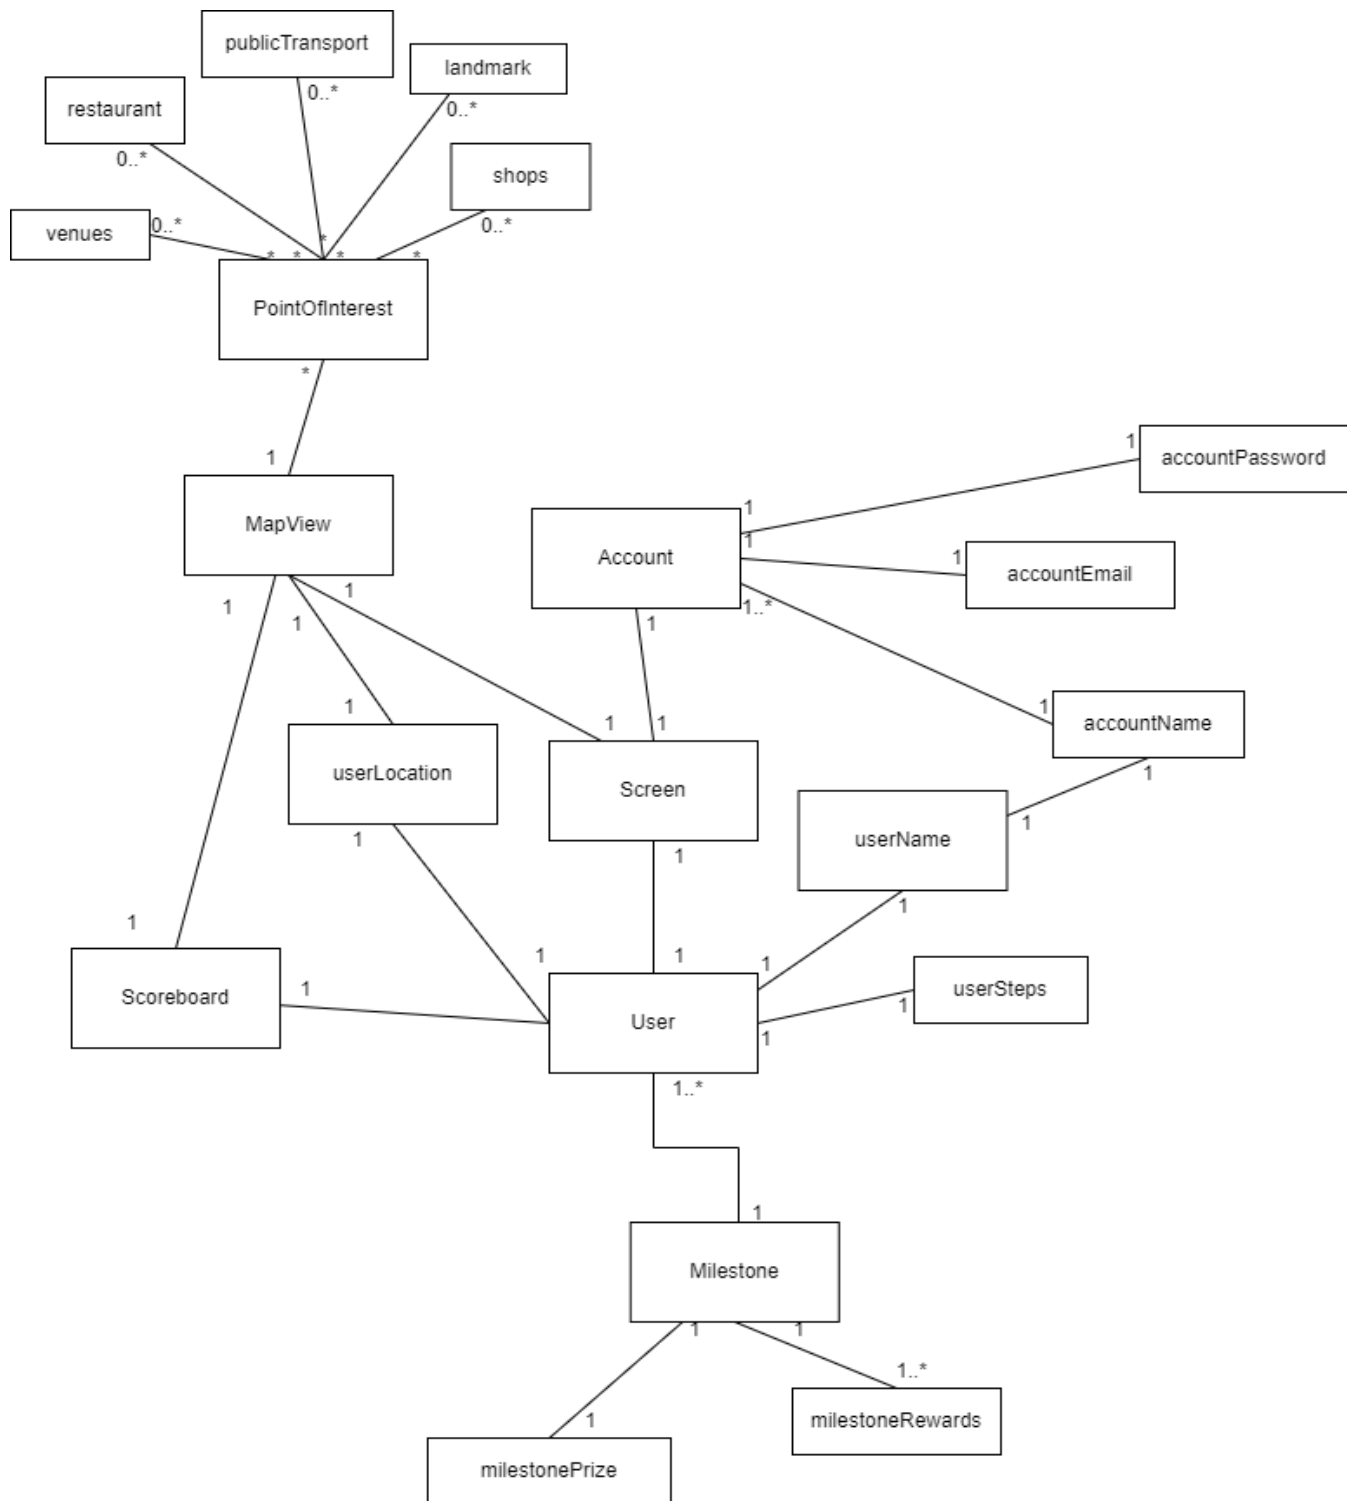 publicTransport
landmark
0..*
0..*
restaurant
0..*
shops
0..*
venues
0..*
*
*
*
*
*
PointOfInterest
*
1
MapView
1
1
1
accountPassword
1
1
Account
1
1
accountEmail
1..*
1
1
accountName
1
1
1
1
userLocation
Screen
1
1
userName
1
1
1
1
1
1
1
Scoreboard
1
User
userSteps
1
1
1..*
1
Milestone
1
1
1..*
milestoneRewards
1
milestonePrize